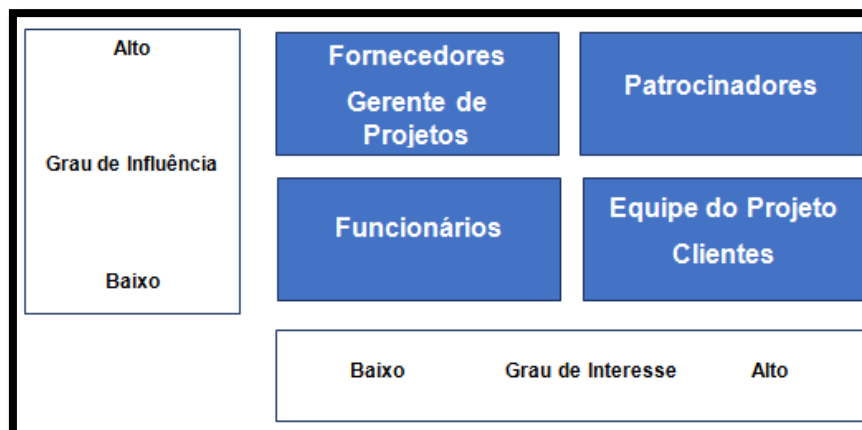 Alto
Grau de Influência
Baixo
Fornecedores
Gerente de
Projetos
Patrocinadores
Funcionários
Equipe do Projeto
Clientes
Baixo
Grau de Interesse
Alto